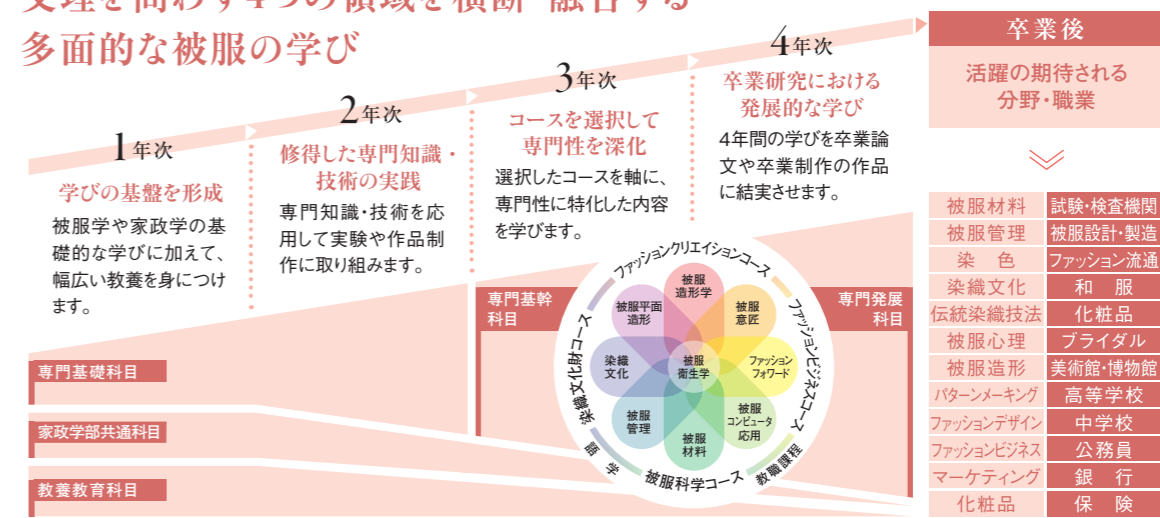 文理を問わず4つの領域を横断・融合する
多面的な被服の学び
1年次
学びの基盤を形成
被服学や家政学の基
礎的な学びに加えて、
幅広い教養を身につけ
ます。
2年次
修得した専門知識・
技術の実践
専門知識・技術を応
用して実験や作品制
作に取り組みます。
3年次
コースを選択して
専門性を深化
選択したコースを軸に、
専門性に特化した内容
を学びます。
4年次
卒業研究における
発展的な学び
4年間の学びを卒業論
文や卒業制作の作品
に結実させます。
専門基礎科目
家政学部共通科目
教養教育科目
専門基幹
科目
専門発展
科目
ファッションクリエイションコース
ファッションビジネスコース
教職課程
被服科学コース
語学
染織文化財コース
被服
造形学
被服
意匠
ファッション
フォワード
被服
コンピュータ
応用
被服
材料
被服
管理
染織
文化
被服平面
造形
被服
衛生学
卒業後
活躍の期待される
分野・職業
被服材料 試験・検査機関
被服管理 被服設計・製造
染 色 ファッション流通
染織文化 和 服
伝統染織技法 化粧品
被服心理 ブライダル
被服造形 美術館・博物館
パターンメーキング 高等学校
ファッションデザイン 中学校
ファッションビジネス 公務員
マーケティング 銀 行
化粧品 保 険